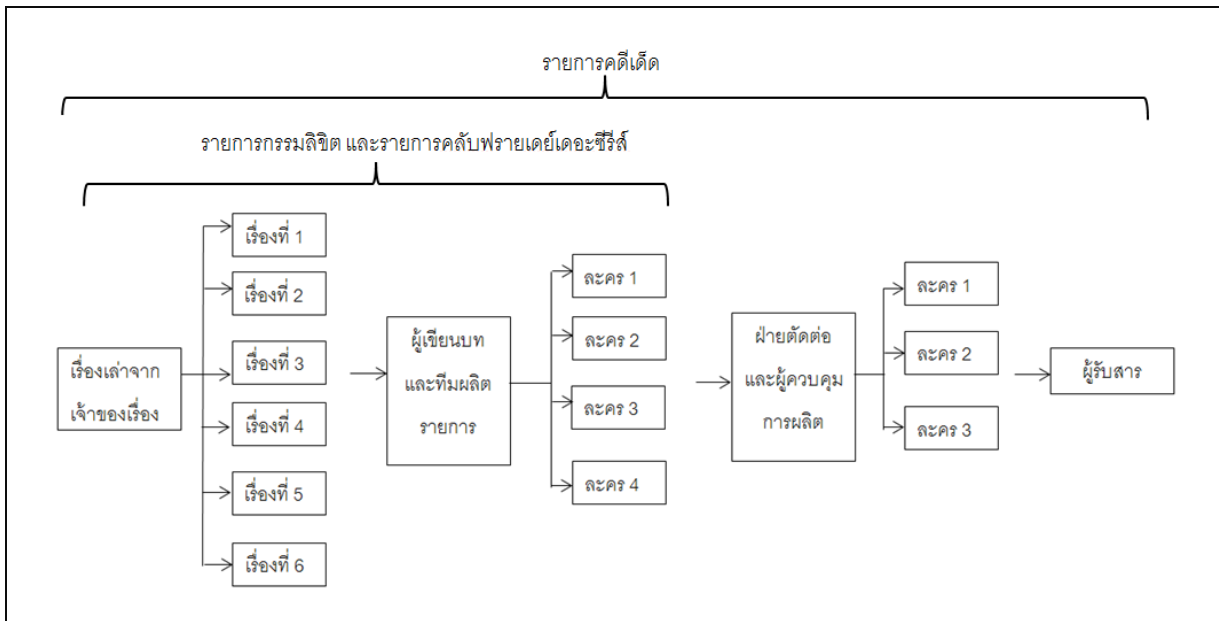 รายการคดีเด็ด
รายการกรรมลิขิต และรายการคลับฟรายเดย์เดอะซีรีส์
เรื่องเล่าจาก
เจ้าของเรื่อง
เรื่องที่ 1
เรื่องที่ 2
เรื่องที่ 3
เรื่องที่ 4
เรื่องที่ 5
เรื่องที่ 6
ผู้เขียนบท
และทีมผลิต
รายการ
ละคร 1
ละคร 2
ละคร 3
ละคร 4
ฝ่ายตัดต่อ
และผู้ควบคุม
การผลิต
ละคร 1
ละคร 2
ละคร 3
ผู้รับสาร